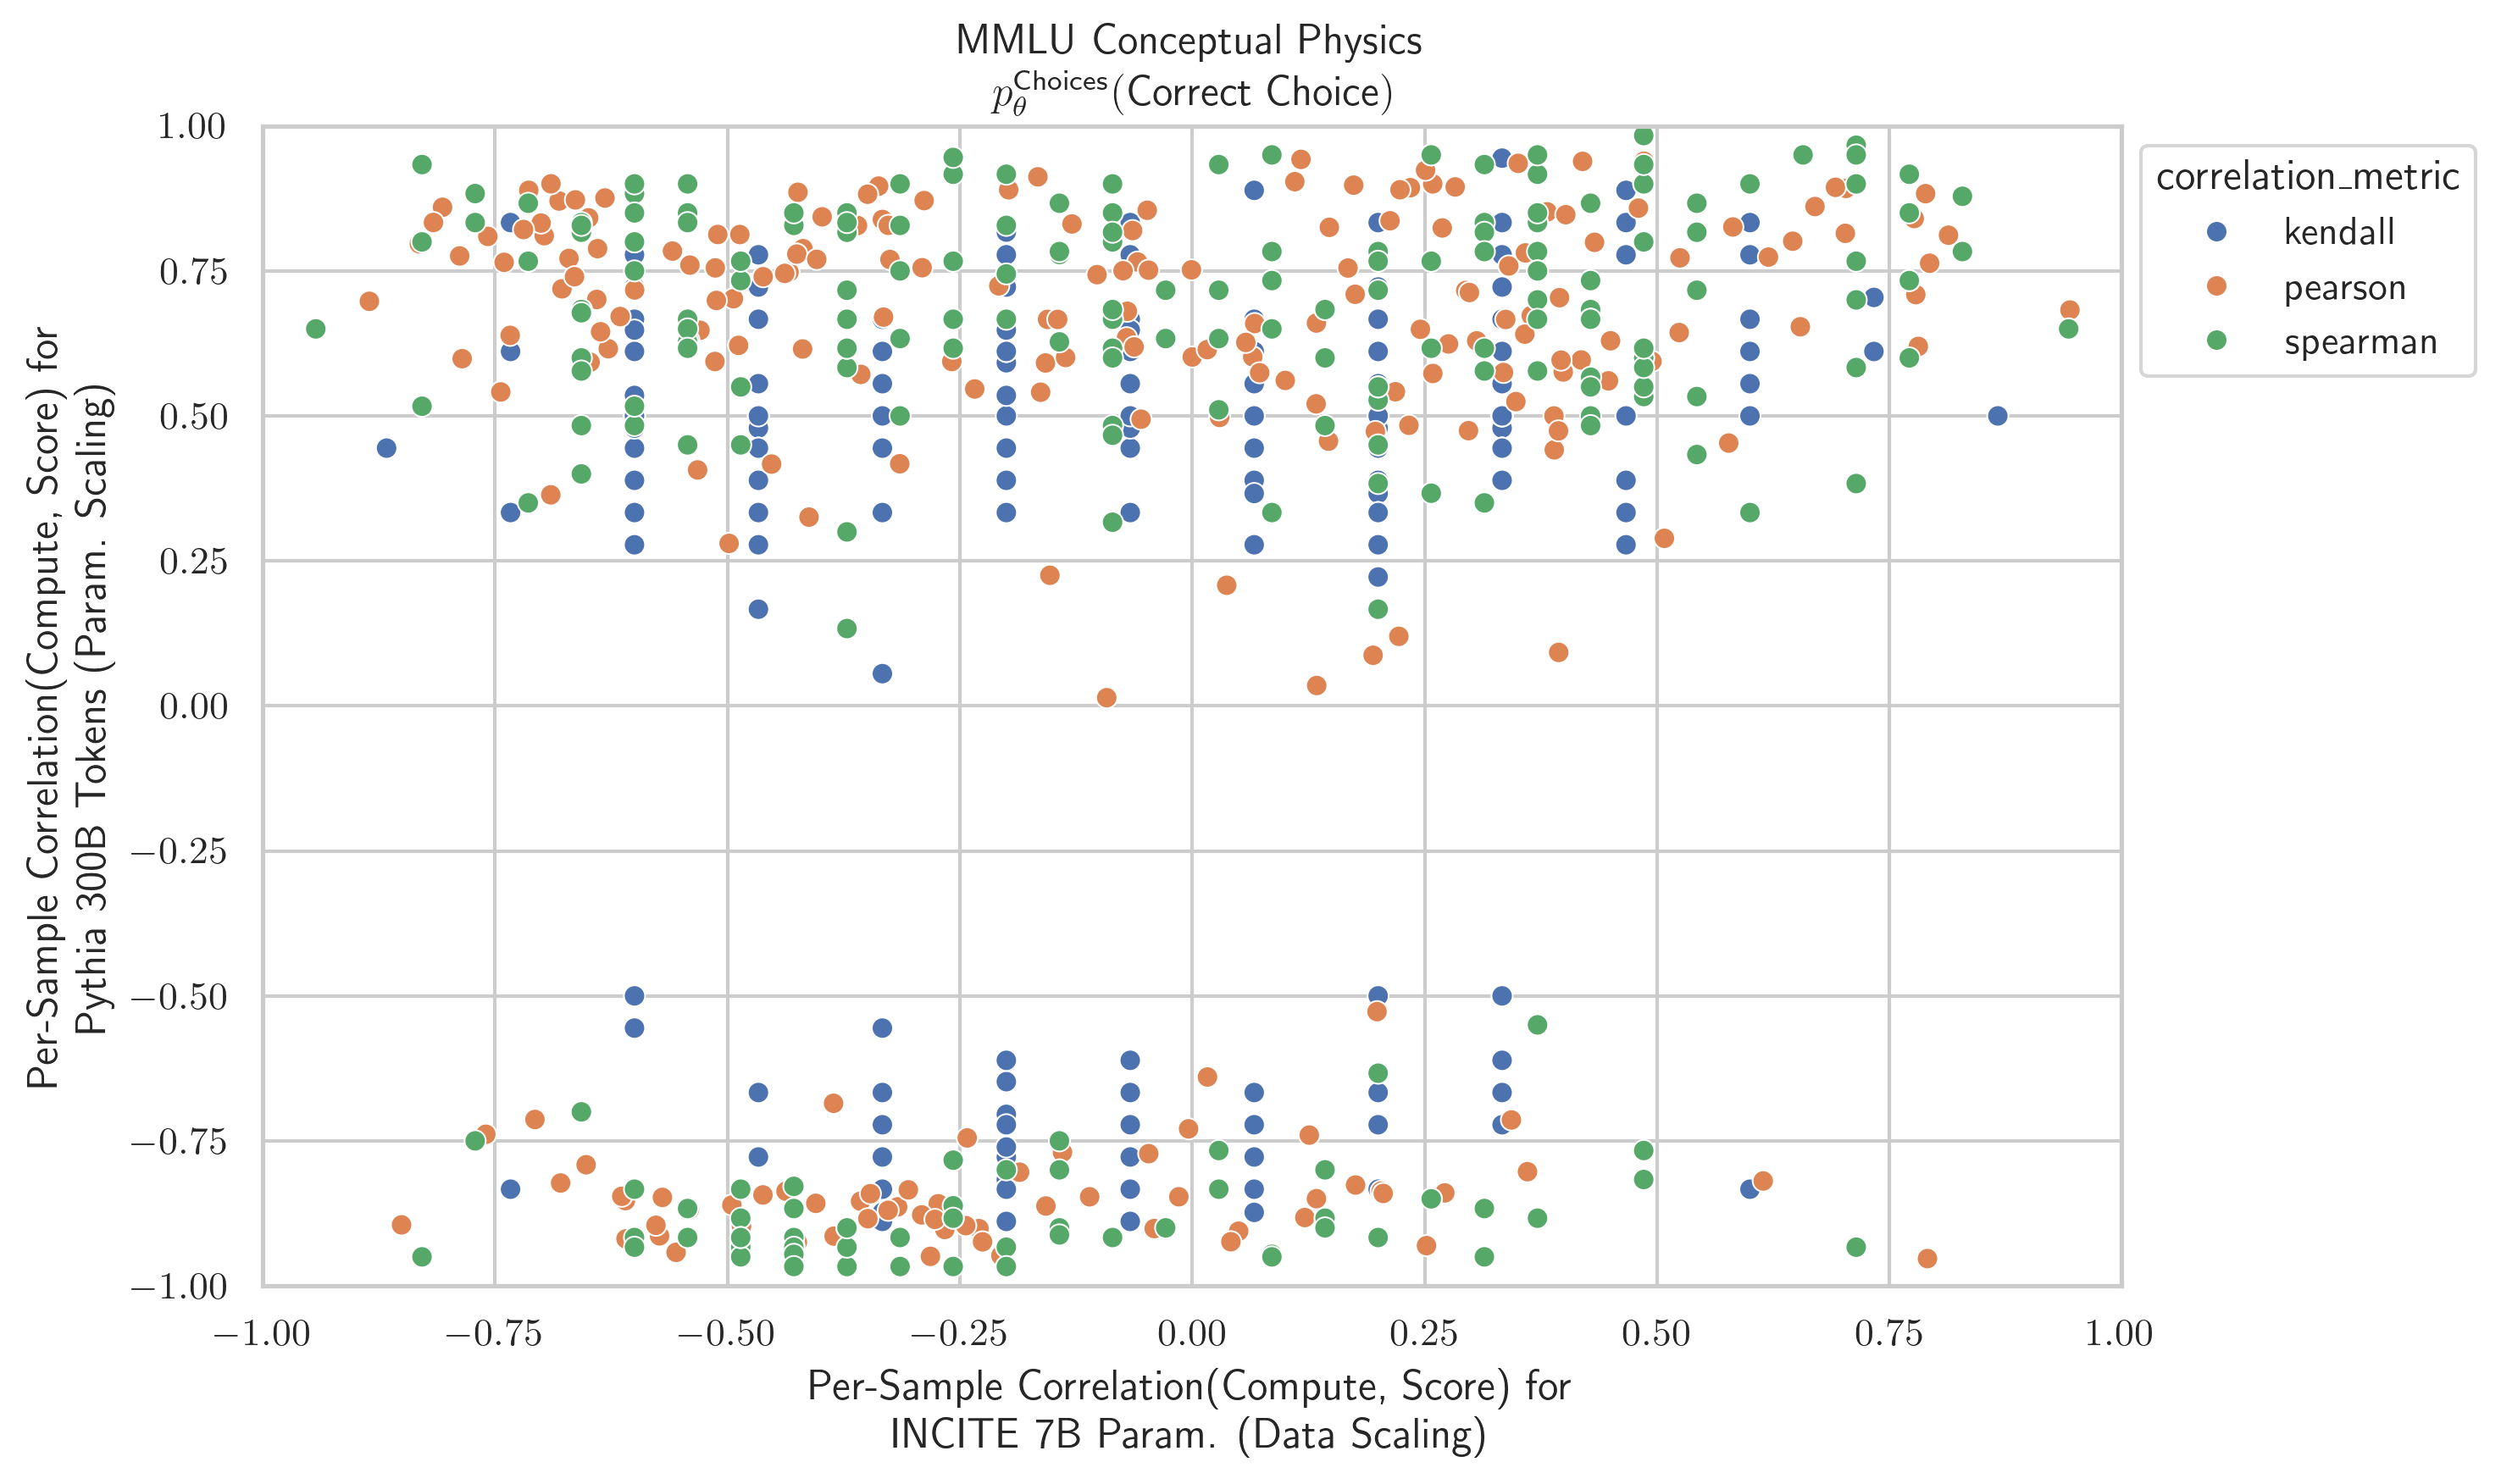 MMLU Conceptual Physics
p_θ^Choices(Correct Choice)
Per-Sample Correlation(Compute, Score) for
Pythia 300B Tokens (Param. Scaling)
1.00
0.75
0.50
0.25
0.00
−0.25
−0.50
−0.75
−1.00
−1.00 −0.75 −0.50 −0.25 0.00 0.25 0.50 0.75 1.00
Per-Sample Correlation(Compute, Score) for
INCITE 7B Param. (Data Scaling)
correlation_metric
kendall
pearson
spearman